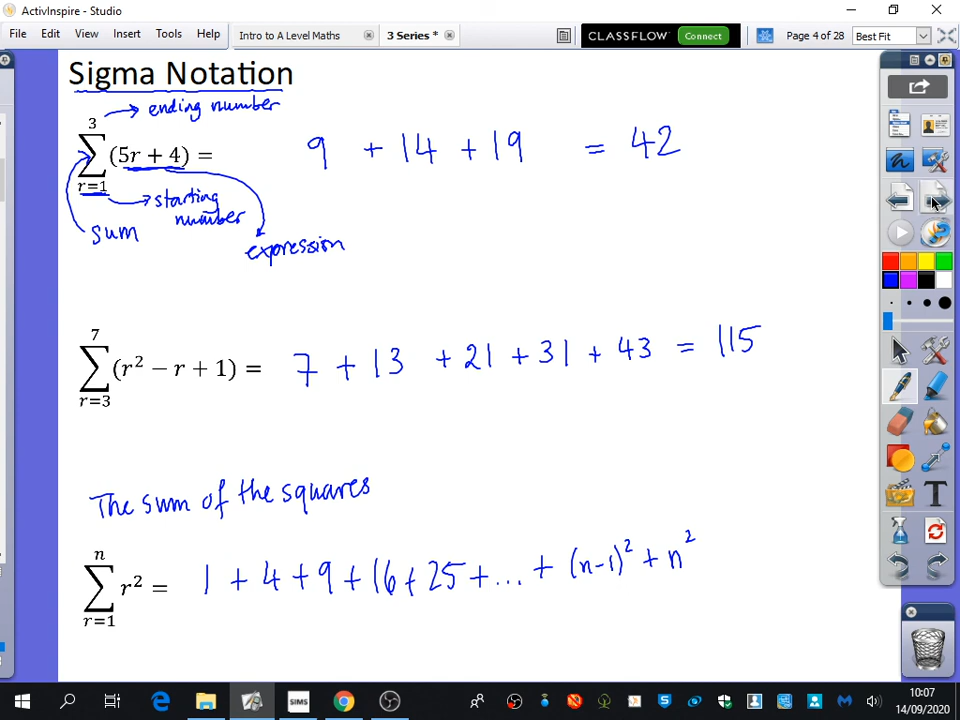 ActivInspire - Studio
File Edit View Insert Tools Help
Intro to A Level Maths
3 Series *
CLASSFLOW Connect
Page 4 of 28
Best Fit
Sigma Notation
3 → ending number
∑ (5r + 4) = 9 + 14 + 19 = 42
r=1 → starting number
sum
expression
7
∑ (r² − r + 1) = 7 + 13 + 21 + 31 + 43 = 115
r=3
The sum of the squares
n
∑ r² = 1 + 4 + 9 + 16 + 25 + ... + (n-1)² + n²
r=1
SIMS
10:07
14/09/2020